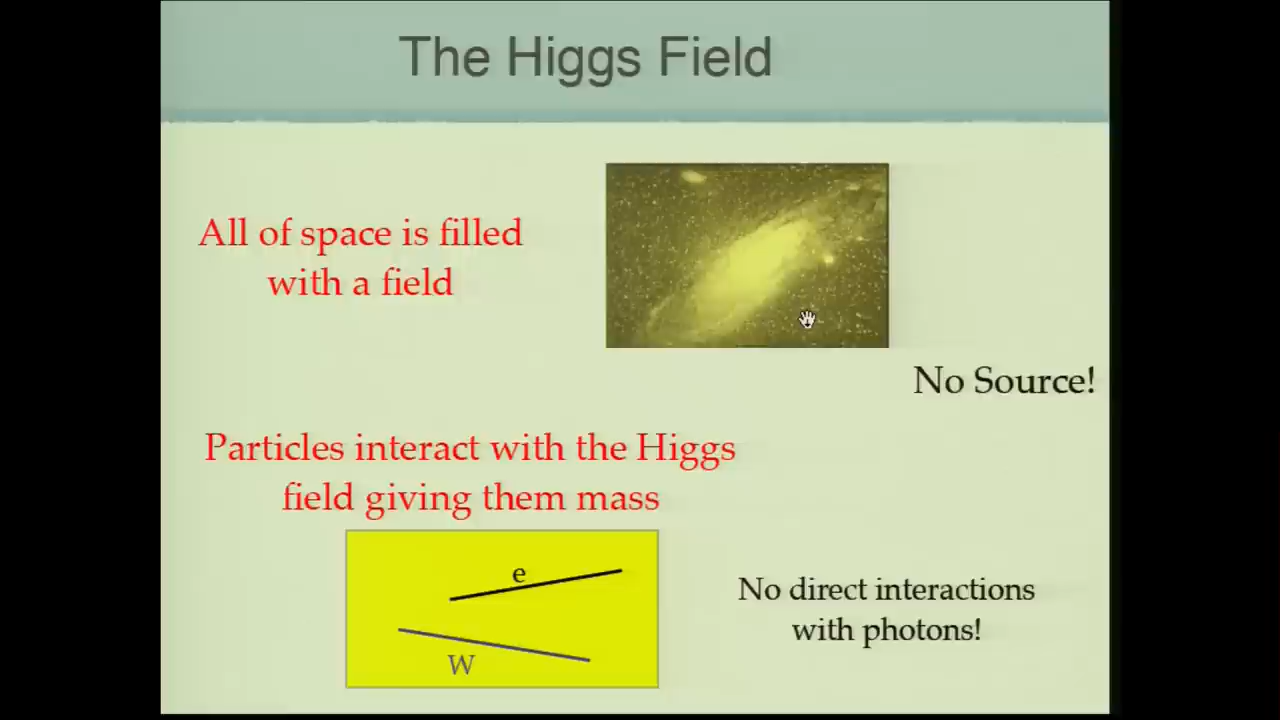 The Higgs Field
All of space is filled
with a field
No Source!
Particles interact with the Higgs
field giving them mass
e
W
No direct interactions
with photons!